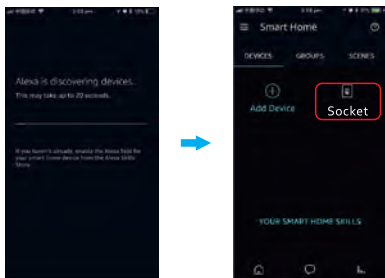 Alexa is discovering devices.
This may take up to 20 seconds.
If you haven't already, enable the Alexa Skill for
your smart home device from the Alexa Skills
Store.
Smart Home
DEVICES GROUPS SCENES
Add Device
Socket
YOUR SMART HOME SKILLS